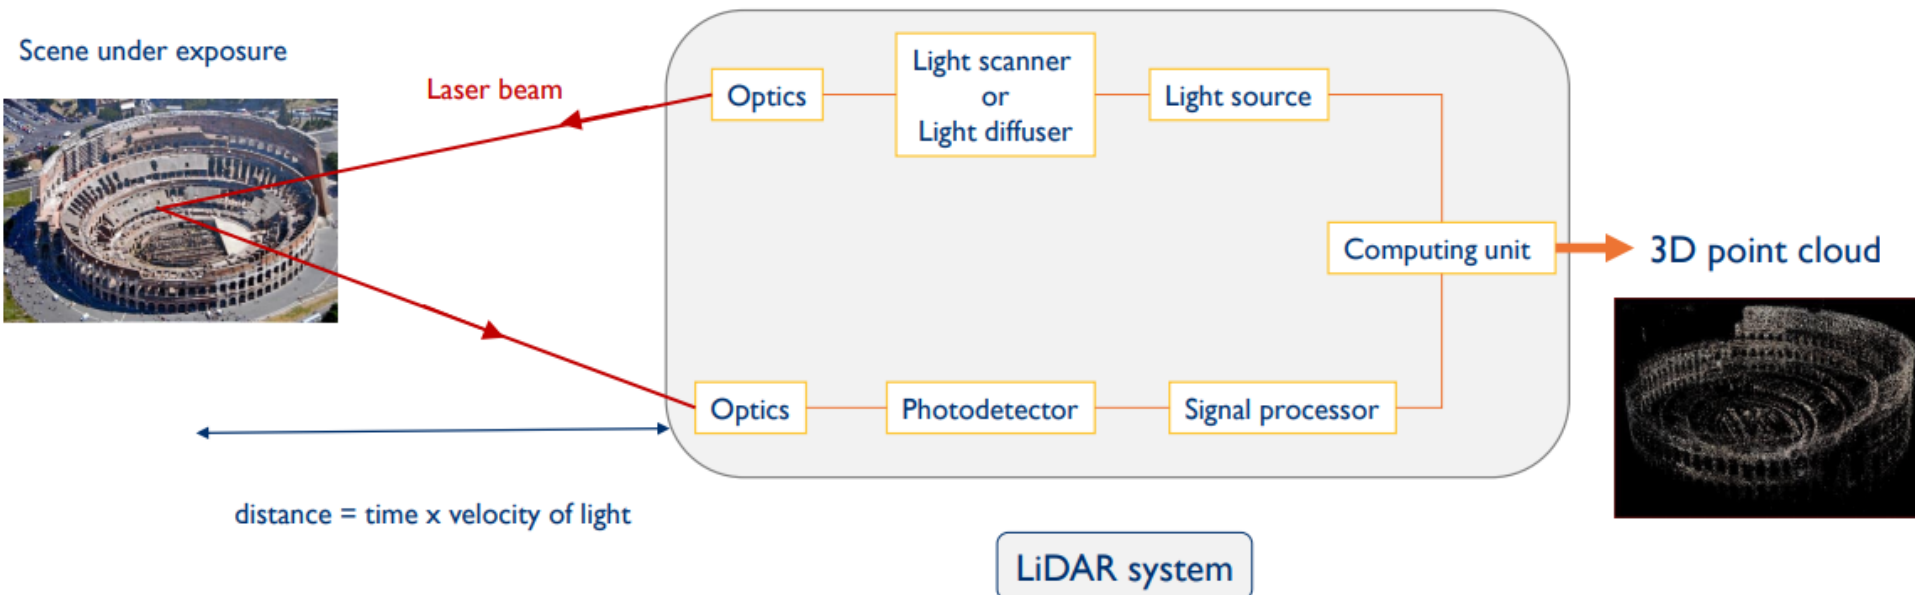 Scene under exposure
Laser beam
Optics
Light scanner
or
Light diffuser
Light source
Computing unit
3D point cloud
Optics
Photodetector
Signal processor
distance = time x velocity of light
LiDAR system